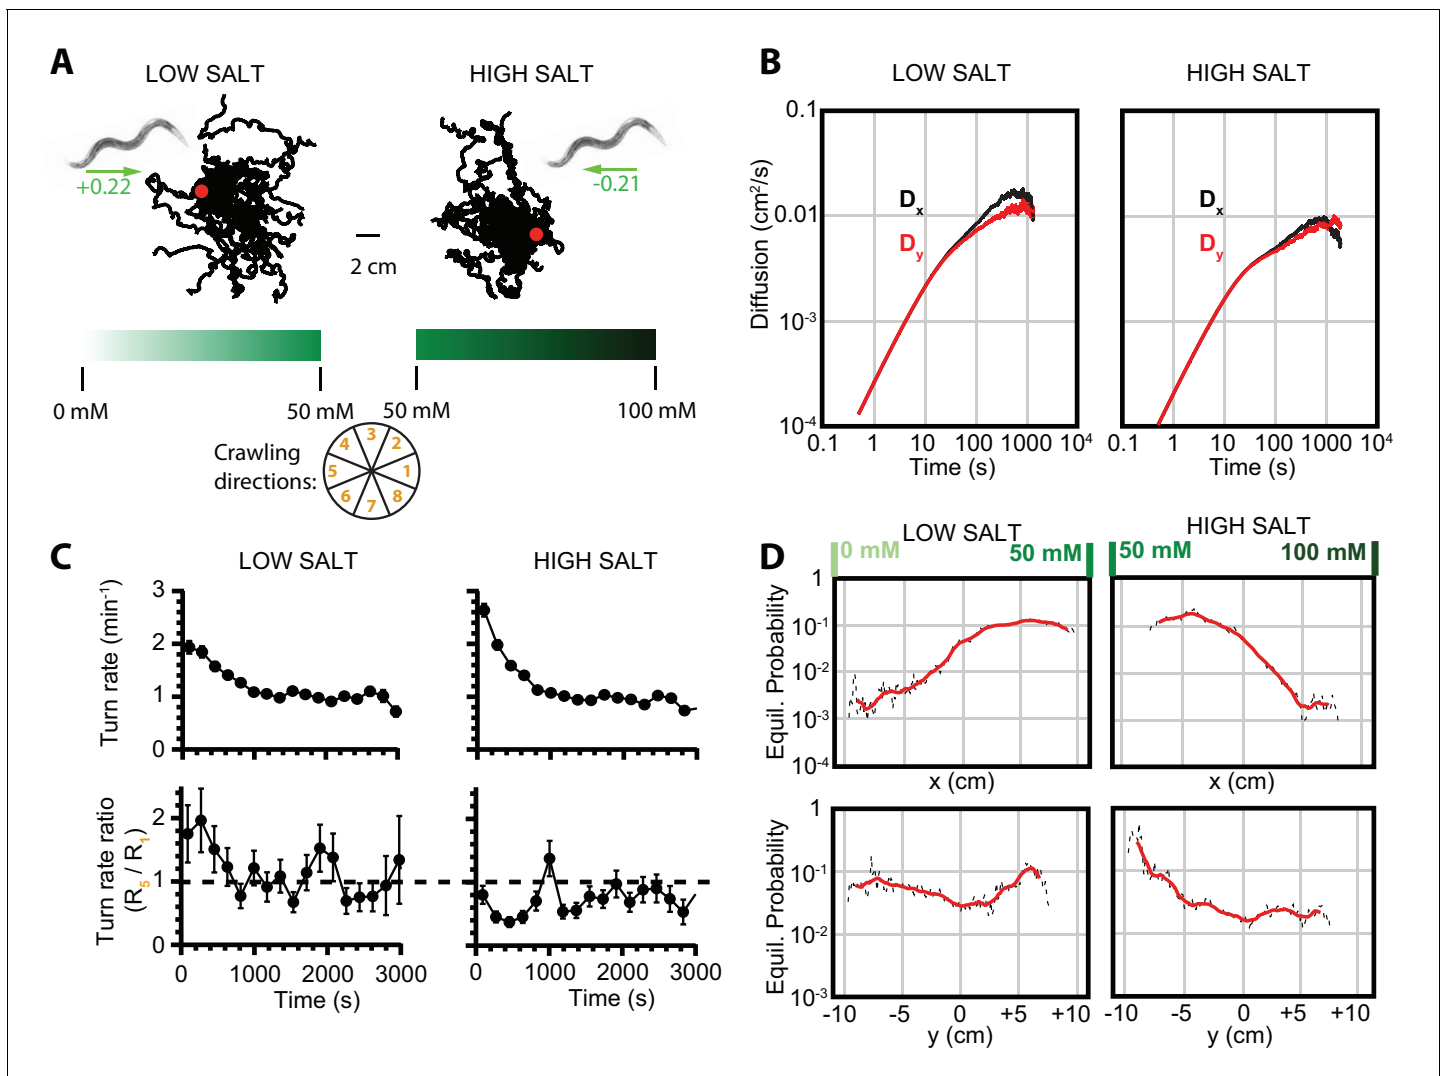 A
LOW SALT
HIGH SALT
+0.22
-0.21
2 cm
0 mM
50 mM
50 mM
100 mM
Crawling
directions:
1
2
3
4
5
6
7
8
B
LOW SALT
HIGH SALT
Diffusion (cm²/s)
0.1
0.01
10⁻³
10⁻⁴
Dx
Dy
Dx
Dy
0.1 1 10 100 1000 10⁴
0.1 1 10 100 1000 10⁴
Time (s)
Time (s)
C
LOW SALT
HIGH SALT
Turn rate (min⁻¹)
3
2
1
0
Turn rate ratio
(R₅ / R₁)
2
1
0
0 1000 2000 3000
0 1000 2000 3000
Time (s)
Time (s)
D
LOW SALT
HIGH SALT
0 mM
50 mM
50 mM
100 mM
Equil. Probability
1
10⁻¹
10⁻²
10⁻³
10⁻⁴
x (cm)
x (cm)
Equil. Probability
1
10⁻¹
10⁻²
10⁻³
-10 -5 0 +5 +10
-10 -5 0 +5 +10
y (cm)
y (cm)